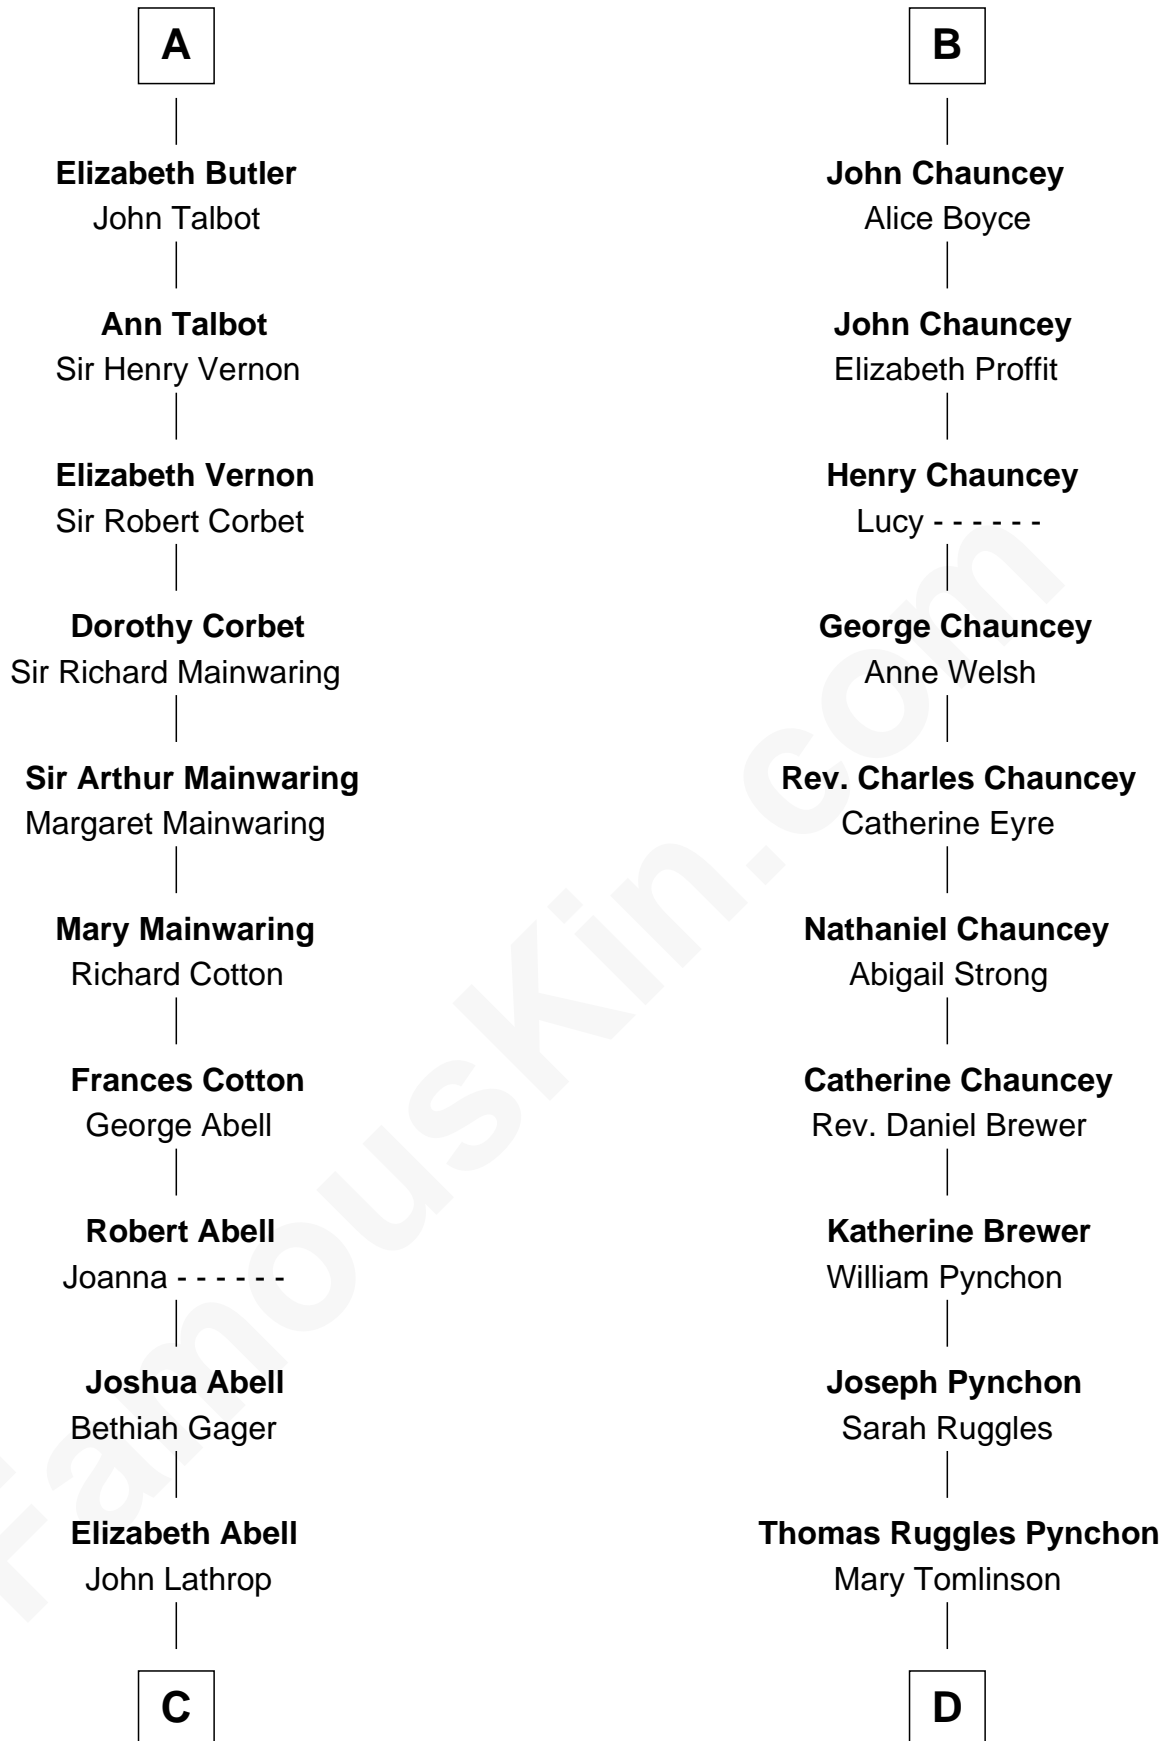 A
Elizabeth Butler
John Talbot
Ann Talbot
Sir Henry Vernon
Elizabeth Vernon
Sir Robert Corbet
Dorothy Corbet
Sir Richard Mainwaring
Sir Arthur Mainwaring
Margaret Mainwaring
Mary Mainwaring
Richard Cotton
Frances Cotton
George Abell
Robert Abell
Joanna - - - - - -
Joshua Abell
Bethiah Gager
Elizabeth Abell
John Lathrop
C
B
John Chauncey
Alice Boyce
John Chauncey
Elizabeth Proffit
Henry Chauncey
Lucy - - - - - -
George Chauncey
Anne Welsh
Rev. Charles Chauncey
Catherine Eyre
Nathaniel Chauncey
Abigail Strong
Catherine Chauncey
Rev. Daniel Brewer
Katherine Brewer
William Pynchon
Joseph Pynchon
Sarah Ruggles
Thomas Ruggles Pynchon
Mary Tomlinson
D
FamousKin.com